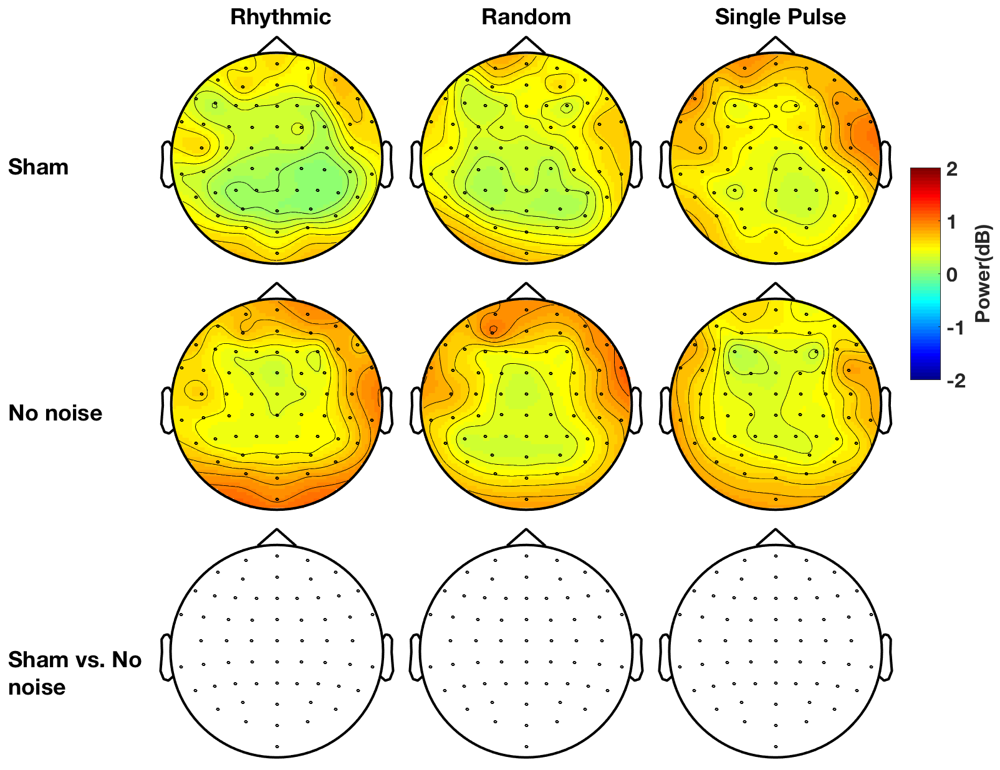 Rhythmic Random Single Pulse
Sham
No noise
Sham vs. No
noise
2
1
0
-1
-2
Power(dB)